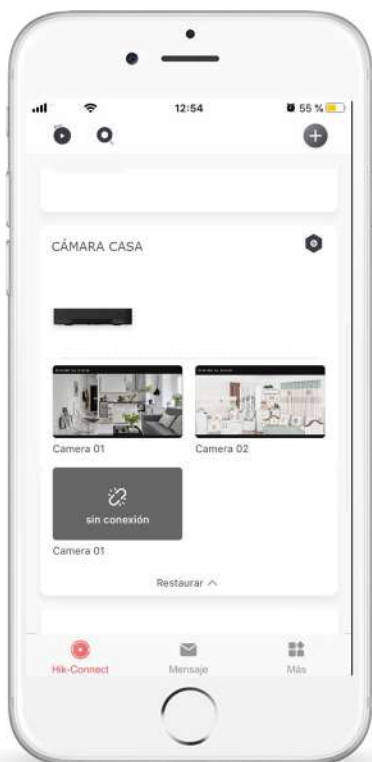 12:54
55 %
CÁMARA CASA
Camera 01
Camera 02
sin conexión
Camera 01
Restaurar
Hik-Connect
Mensaje
Más